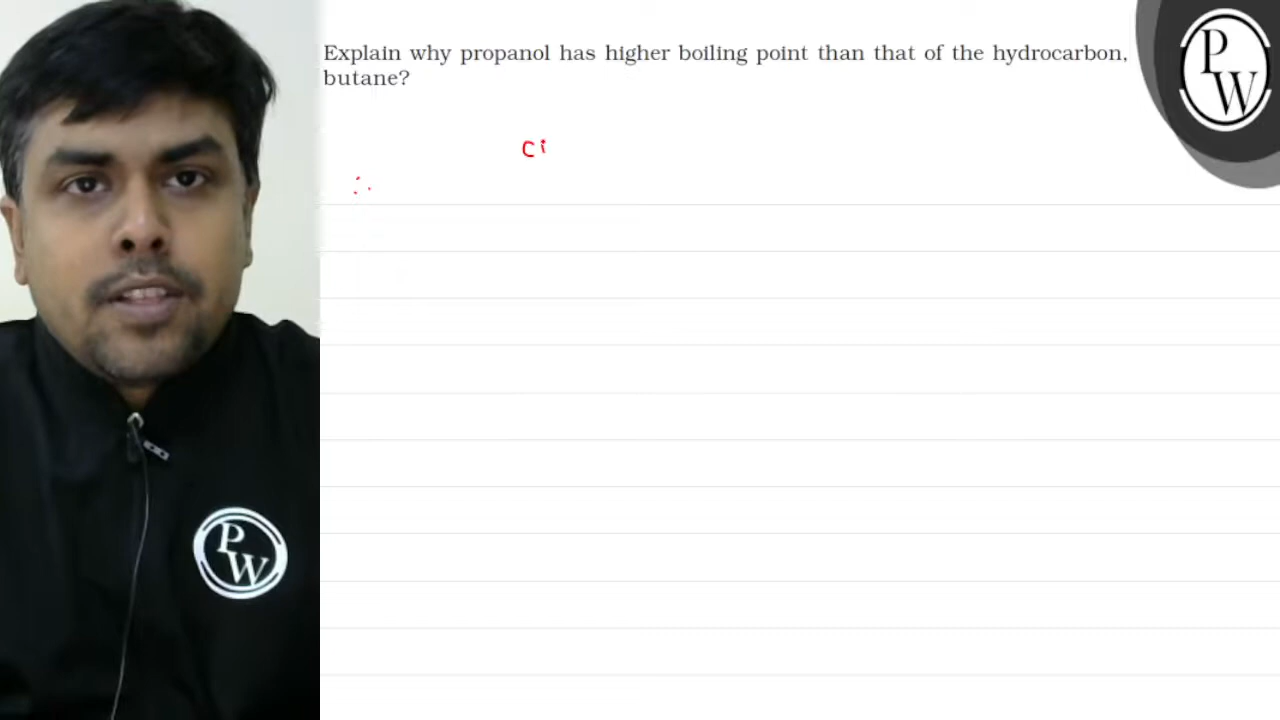 Explain why propanol has higher boiling point than that of the hydrocarbon,
butane?
P
W
P
W